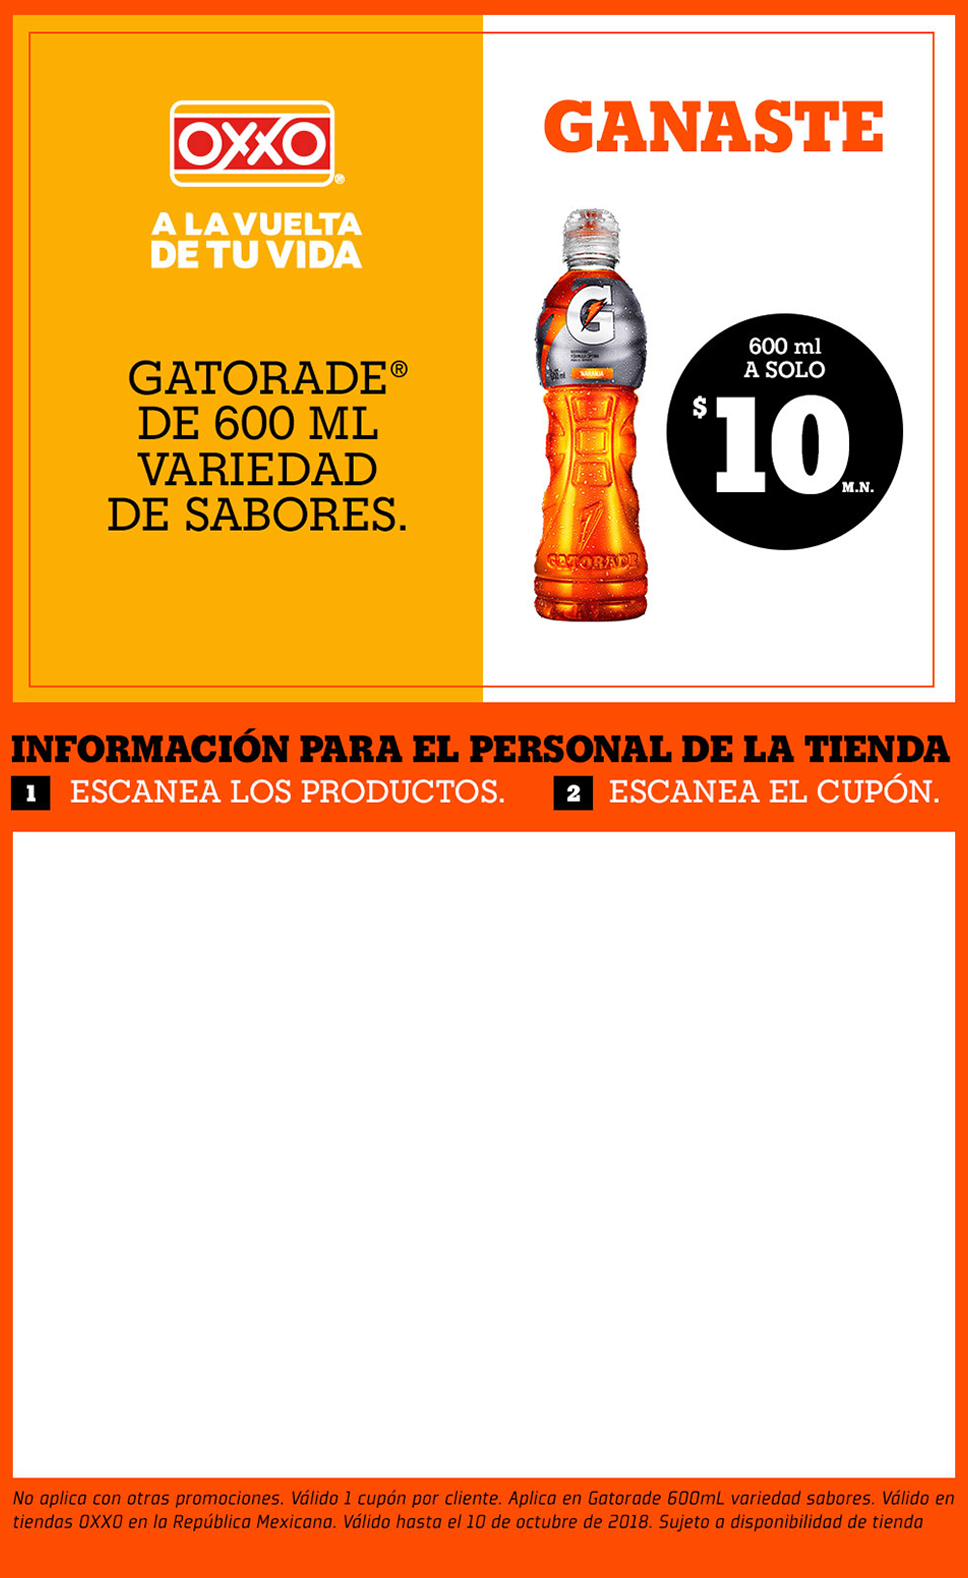 OXXO®
A LA VUELTA
DE TU VIDA
GATORADE®
DE 600 ML
VARIEDAD
DE SABORES.
GANASTE
G
NARANJA
GATORADE
600 ml
A SOLO
$10 M.N.
INFORMACIÓN PARA EL PERSONAL DE LA TIENDA
1 ESCANEA LOS PRODUCTOS. 2 ESCANEA EL CUPÓN.
No aplica con otras promociones. Válido 1 cupón por cliente. Aplica en Gatorade 600mL variedad sabores. Válido en
tiendas OXXO en la República Mexicana. Válido hasta el 10 de octubre de 2018. Sujeto a disponibilidad de tienda